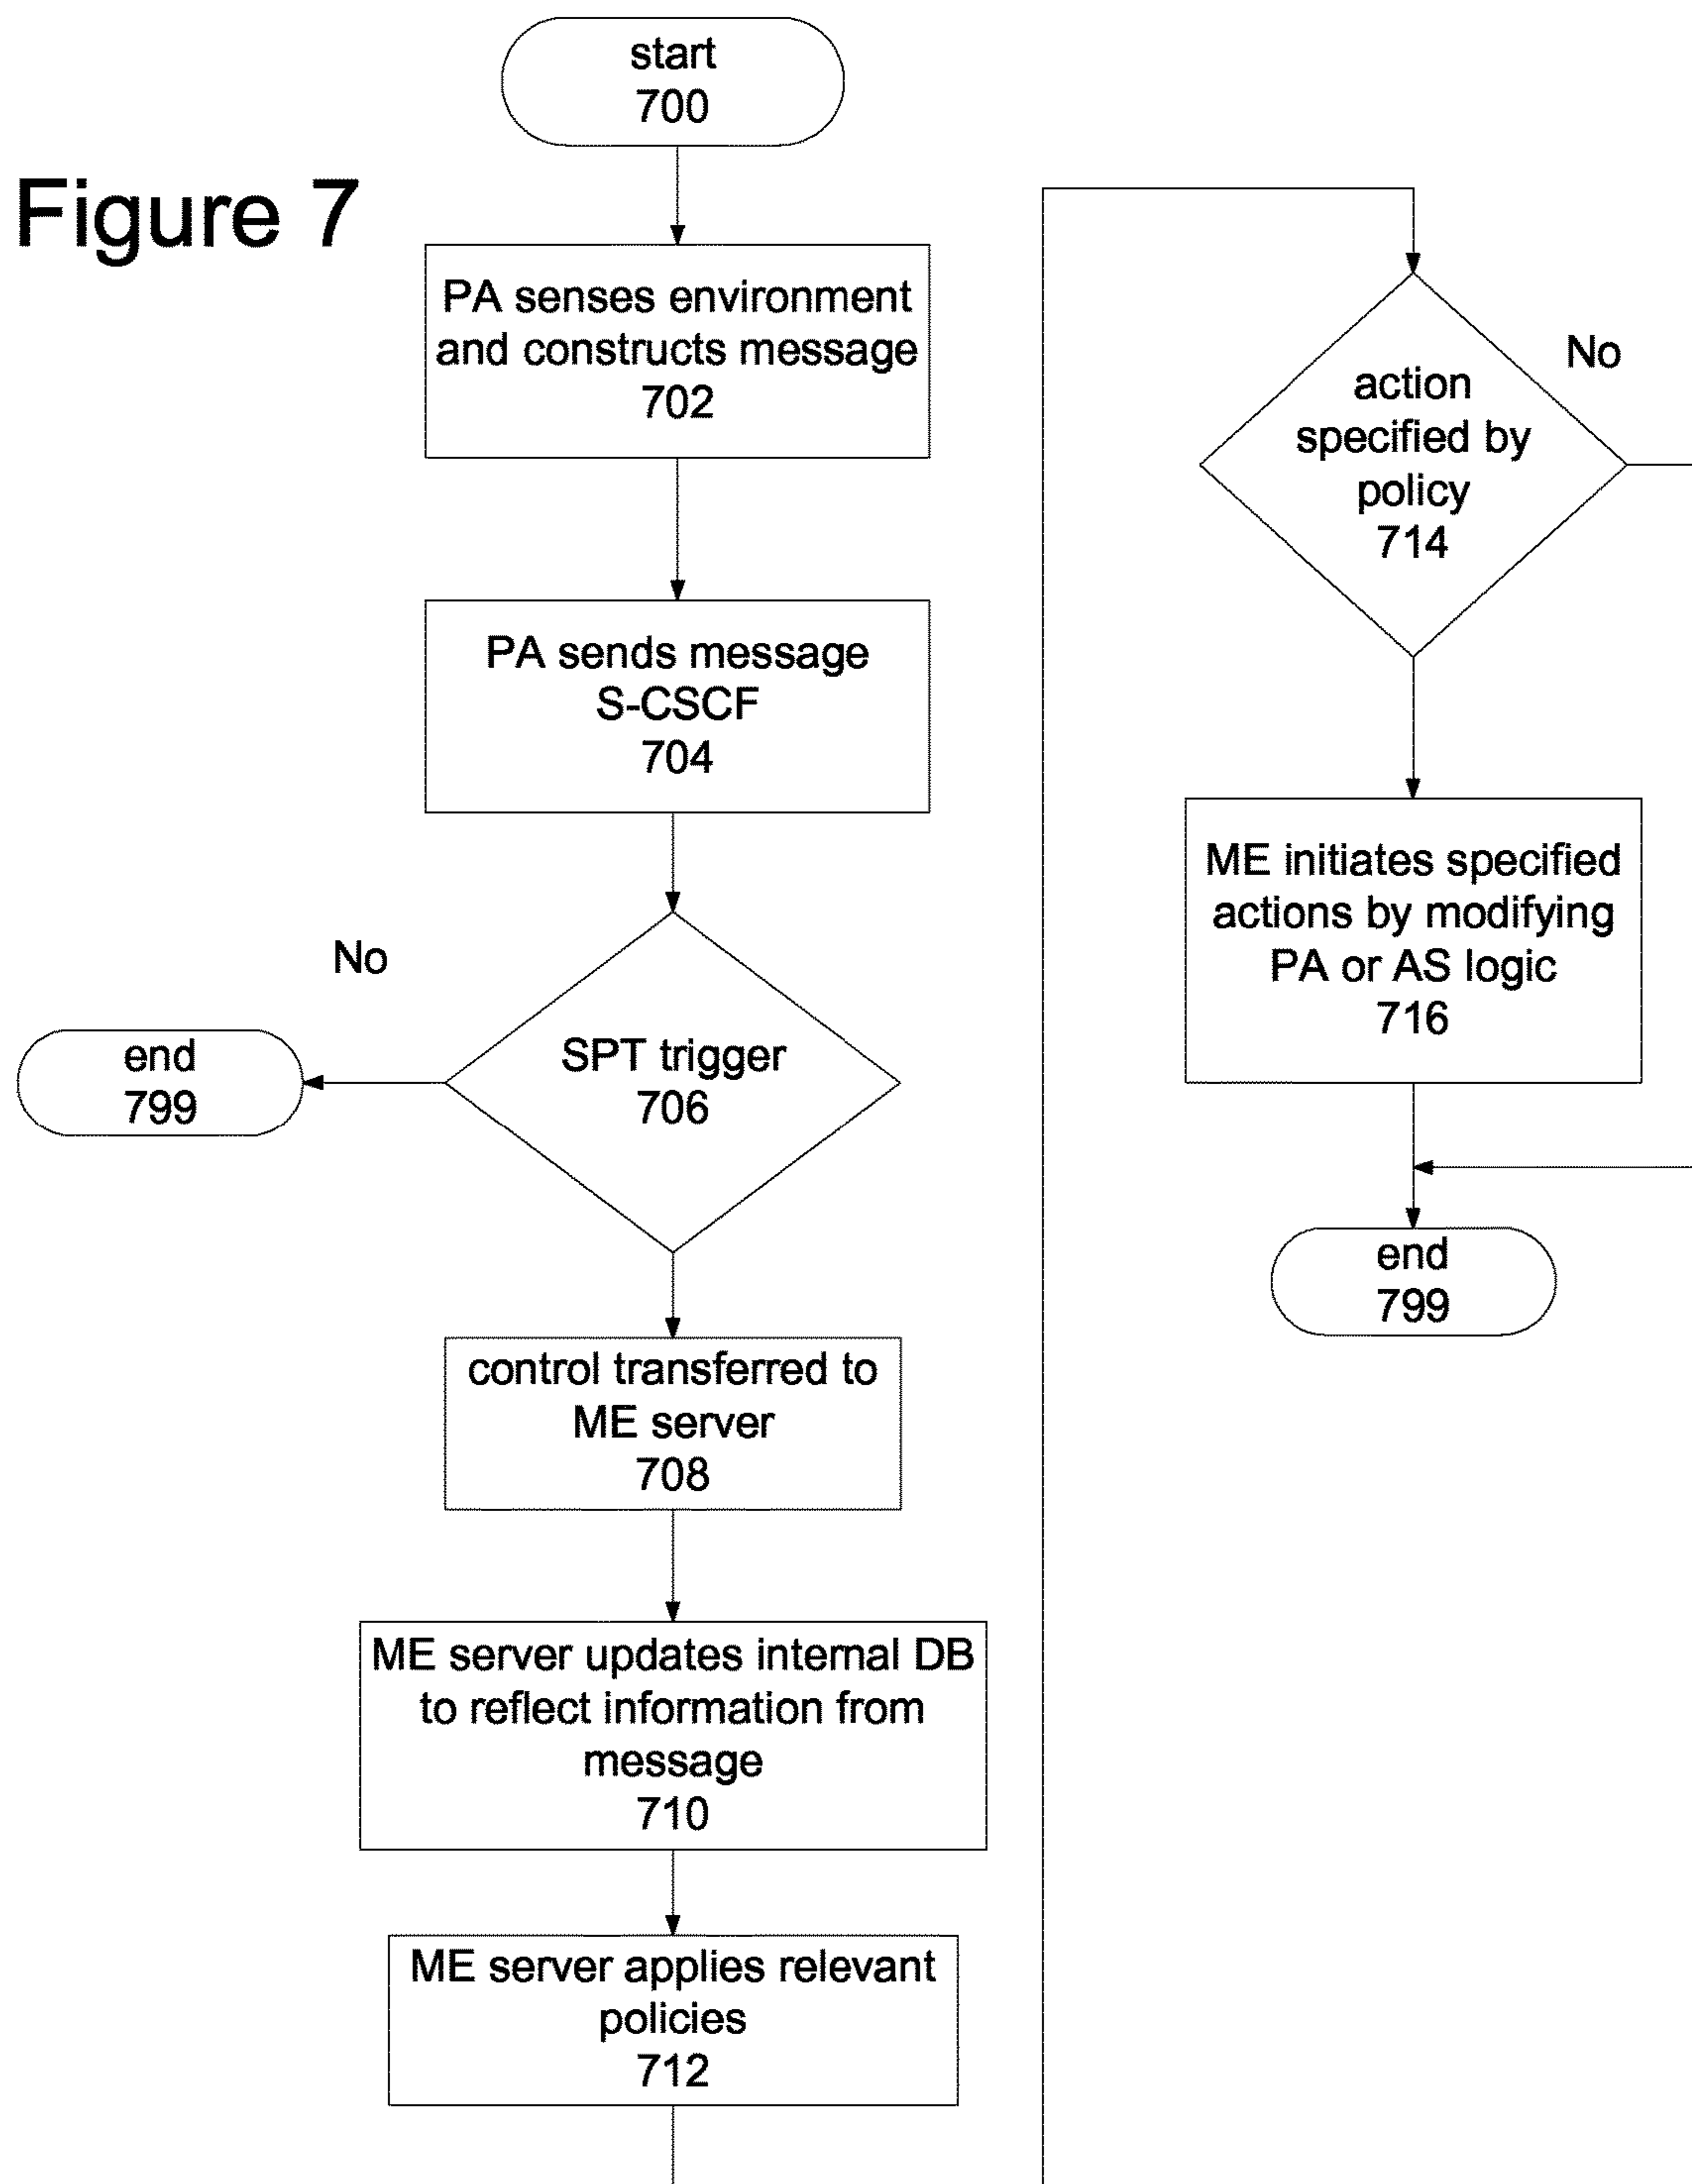 Figure 7
start
700
PA senses environment
and constructs message
702
PA sends message
S-CSCF
704
No
SPT trigger
706
end
799
control transferred to
ME server
708
ME server updates internal DB
to reflect information from
message
710
ME server applies relevant
policies
712
No
action
specified by
policy
714
ME initiates specified
actions by modifying
PA or AS logic
716
end
799